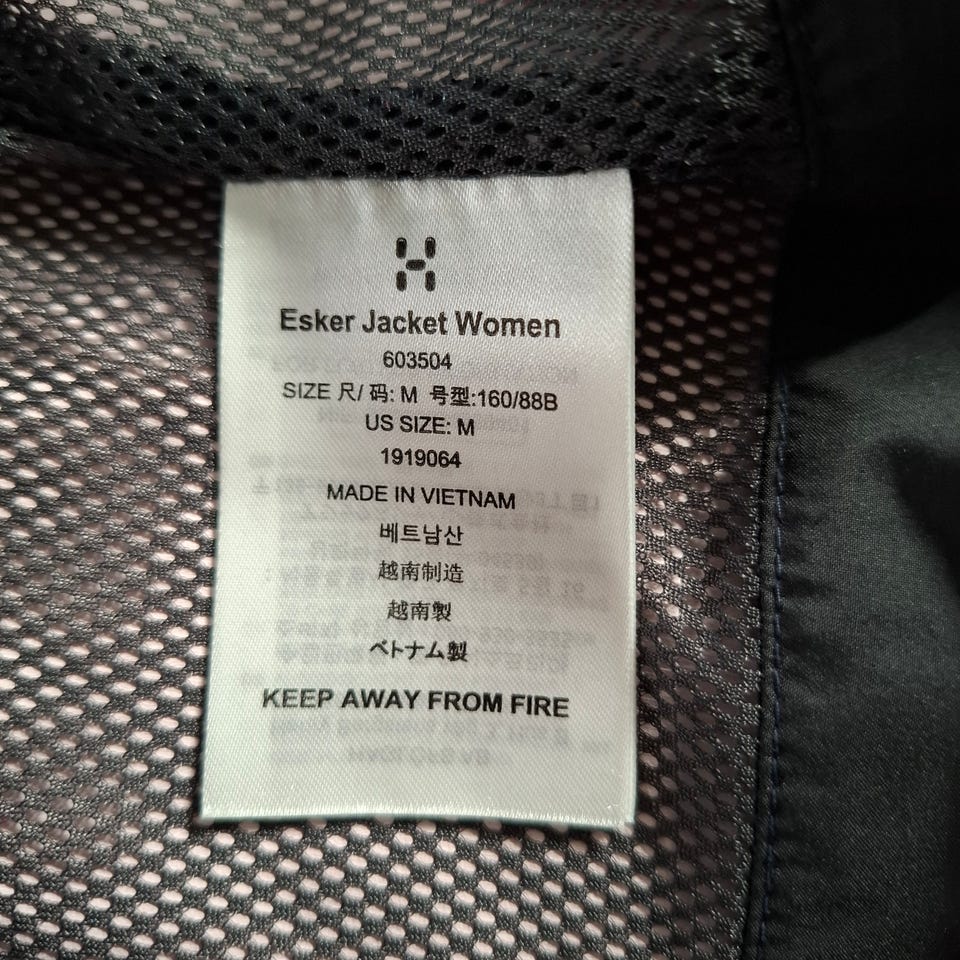 Esker Jacket Women
603504
SIZE 尺/ 码: M 号型:160/88B
US SIZE: M
1919064
MADE IN VIETNAM
베트남산
越南制造
越南製
ベトナム製
KEEP AWAY FROM FIRE